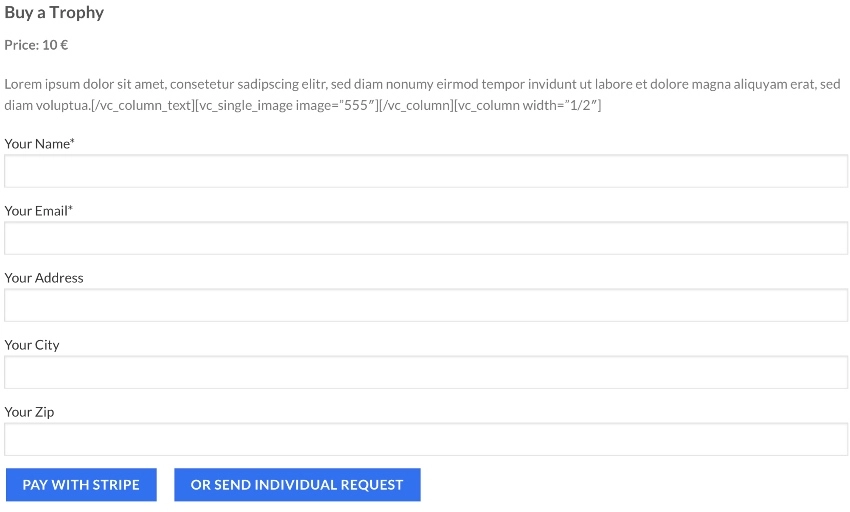 Buy a Trophy
Price: 10 €
Lorem ipsum dolor sit amet, consetetur sadipscing elitr, sed diam nonumy eirmod tempor invidunt ut labore et dolore magna aliquyam erat, sed
diam voluptua.[/vc_column_text][vc_single_image image="555″][/vc_column][vc_column width="1/2″]
Your Name*
Your Email*
Your Address
Your City
Your Zip
PAY WITH STRIPE OR SEND INDIVIDUAL REQUEST